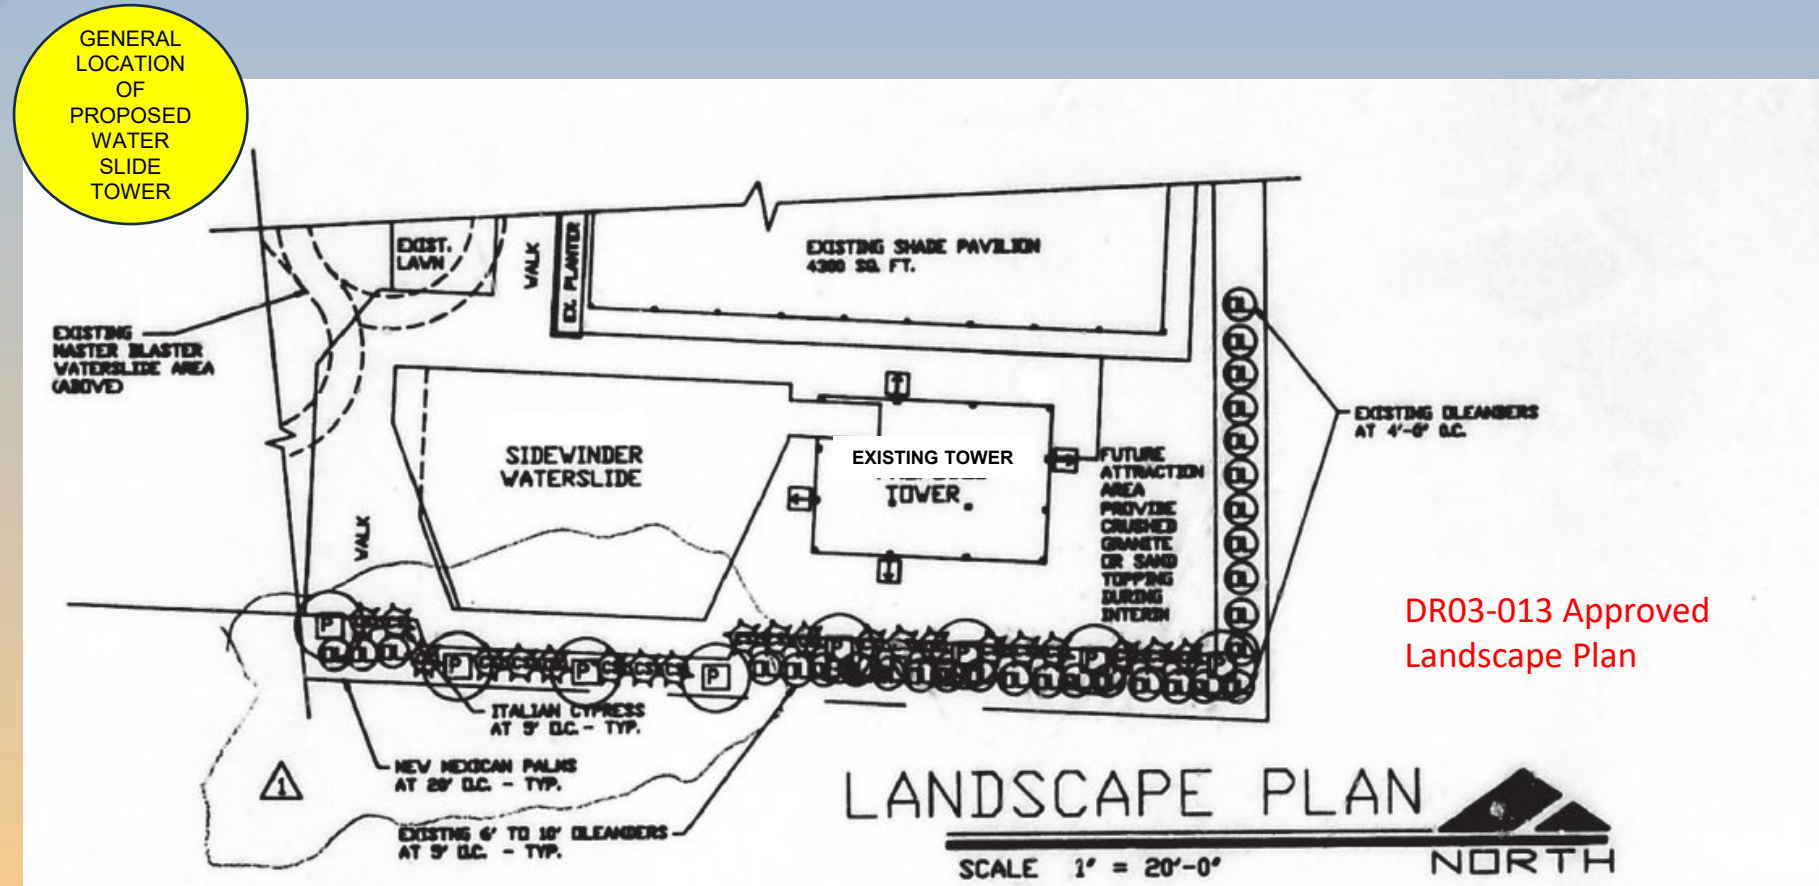 GENERAL
LOCATION
OF
PROPOSED
WATER
SLIDE
TOWER
EXIST.
LAWN
WALK
EX. PLANTER
EXISTING SHADE PAVILION
4300 SQ. FT.
EXISTING
MASTER BLASTER
WATERSLIDE AREA
(ABOVE)
SIDEWINDER
WATERSLIDE
EXISTING TOWER
TOWER
FUTURE
ATTRACTION
AREA
PROVIDE
CRUSHED
GRANITE
OR SAND
TOPPING
DURING
INTERIM
EXISTING OLEANDERS
AT 4'-0" O.C.
WALK
DR03-013 Approved
Landscape Plan
ITALIAN CYPRESS
AT 5' O.C. - TYP.
NEW MEXICAN PALMS
AT 20' O.C. - TYP.
1
EXISTNG 6' TO 10' OLEANDERS
AT 5' O.C. - TYP.
LANDSCAPE PLAN
SCALE 1" = 20'-0"
NORTH